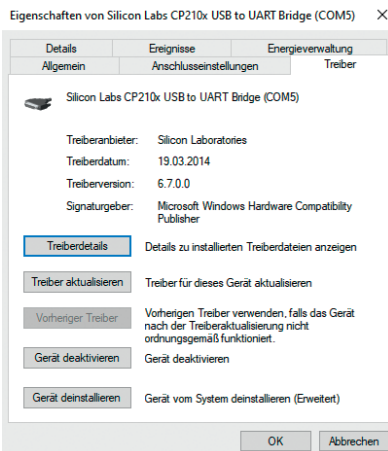 Eigenschaften von Silicon Labs CP210x USB to UART Bridge (COM5)
Details Ereignisse Energieverwaltung
Allgemein Anschlusseinstellungen Treiber
Silicon Labs CP210x USB to UART Bridge (COM5)
Treiberanbieter: Silicon Laboratories
Treiberdatum: 19.03.2014
Treiberversion: 6.7.0.0
Signaturgeber: Microsoft Windows Hardware Compatibility
Publisher
Treiberdetails Details zu installierten Treiberdateien anzeigen
Treiber aktualisieren Treiber für dieses Gerät aktualisieren
Vorheriger Treiber Vorherigen Treiber verwenden, falls das Gerät
nach der Treiberaktualisierung nicht
ordnungsgemäß funktioniert.
Gerät deaktivieren Gerät deaktivieren
Gerät deinstallieren Gerät vom System deinstallieren (Erweitert)
OK Abbrechen